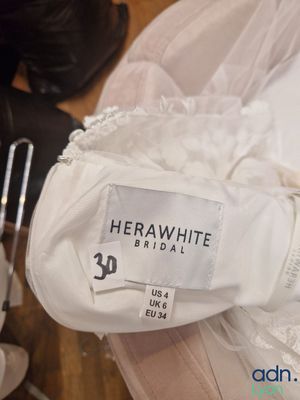 HERAWHITE
BRIDAL
30
US 4
UK 6
EU 34
adn.